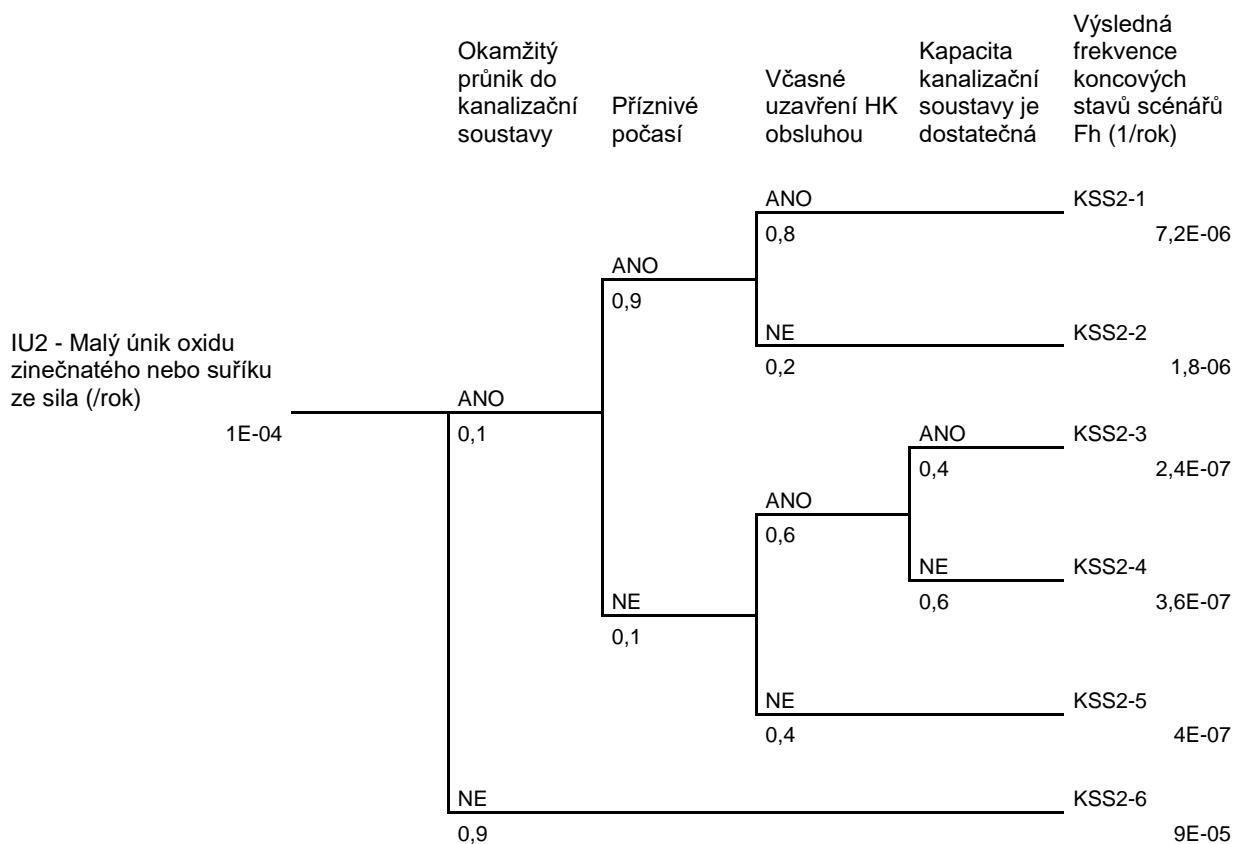 Okamžitý
průnik do
kanalizační
soustavy
Příznivé
počasí
Včasné
uzavření HK
obsluhou
Kapacita
kanalizační
soustavy je
dostatečná
Výsledná
frekvence
koncových
stavů scénářů
Fh (1/rok)
ANO
KSS2-1
0,8
7,2E-06
ANO
0,9
NE
KSS2-2
0,2
1,8-06
IU2 - Malý únik oxidu
zinečnatého nebo suříku
ze sila (/rok)
1E-04
ANO
0,1
ANO
KSS2-3
0,4
2,4E-07
ANO
0,6
NE
KSS2-4
0,6
3,6E-07
NE
0,1
NE
KSS2-5
0,4
4E-07
NE
KSS2-6
0,9
9E-05